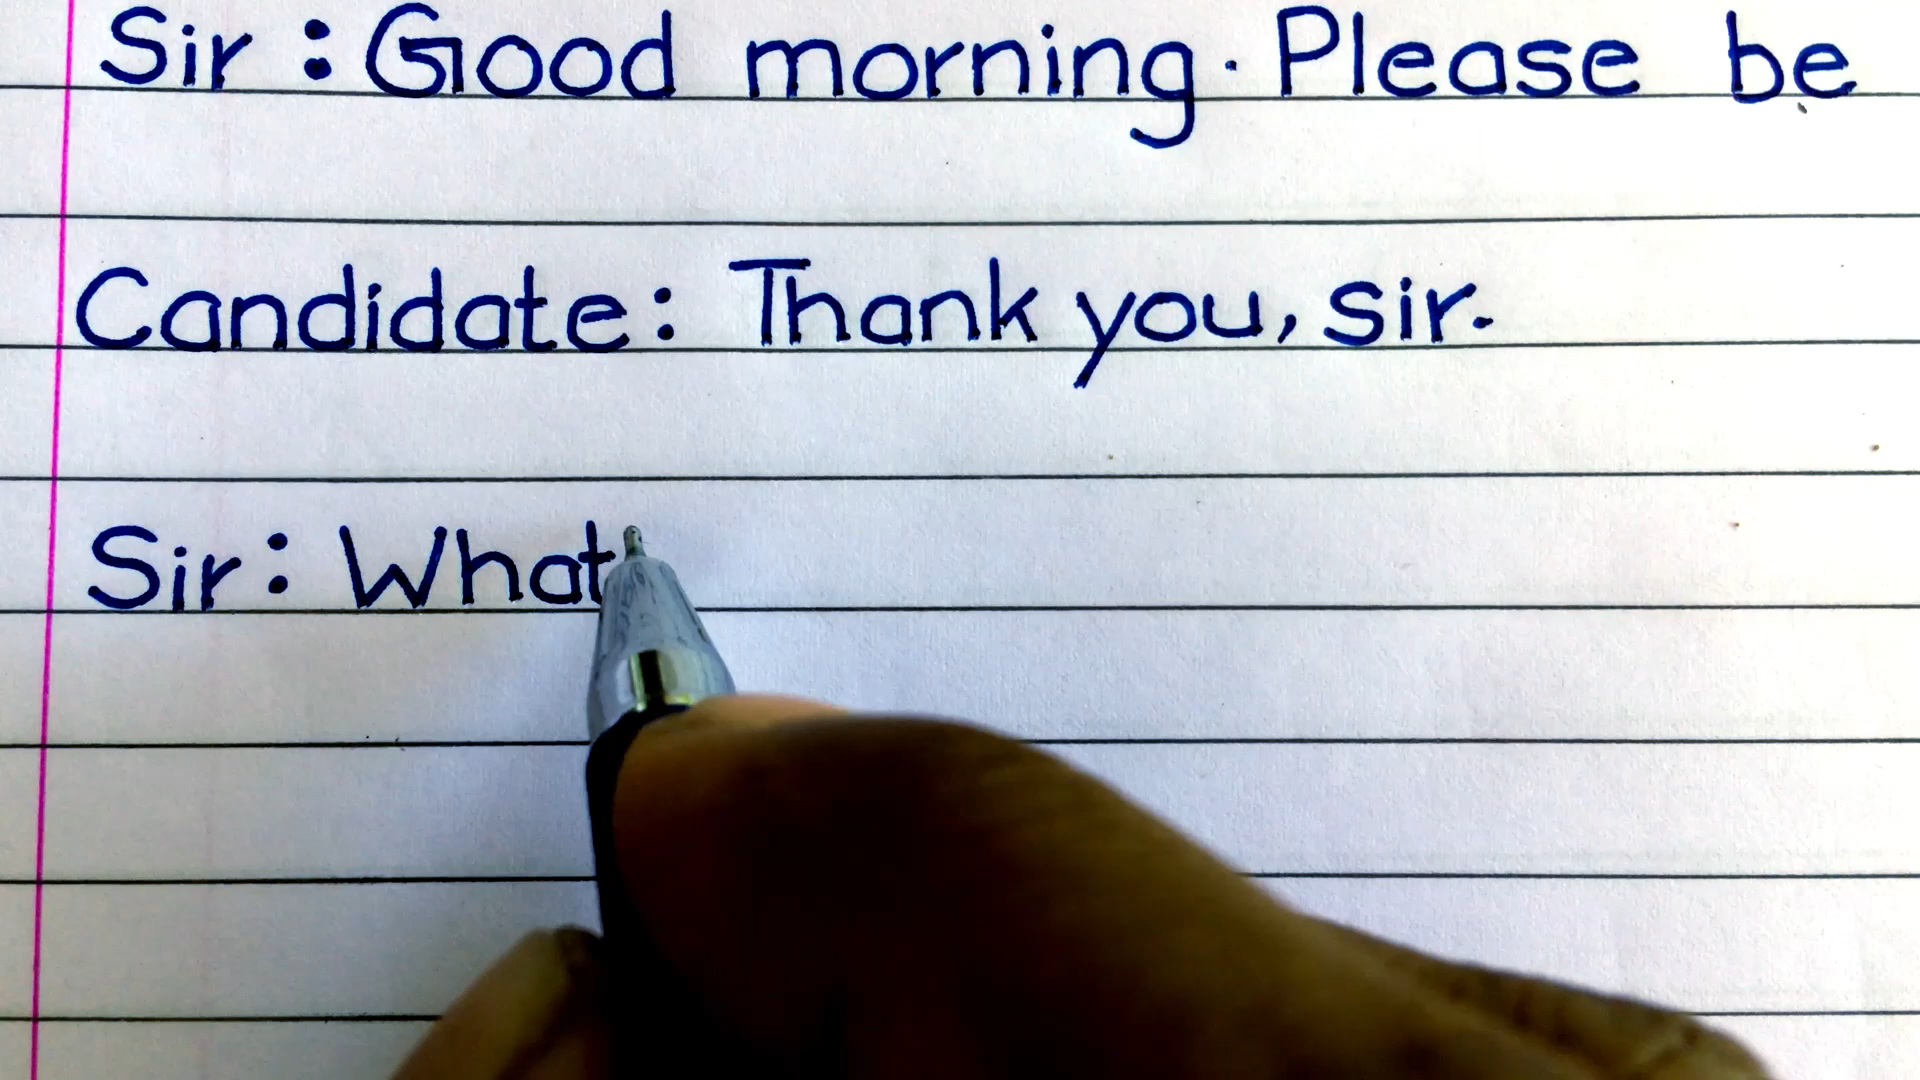 Sir : Good morning. Please be
Candidate: Thank you, sir.
Sir: What